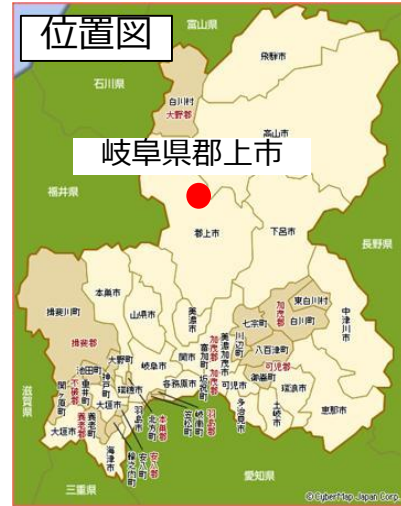 位置図
富山県
石川県
飛騨市
白川村
大野郡
高山市
岐阜県郡上市
福井県
郡上市
下呂市
長野県
本巣市
山県市
美濃市
揖斐川町
揖斐郡
大野町
池田町
神戸町
岐阜市
関市
富加町
加茂郡
坂祝町
加茂郡
美濃加茂市
川辺町
七宗町
加茂郡
東白川村
白川町
中津川市
八百津町
可児郡
御嵩町
可児市
瑞浪市
恵那市
土岐市
多治見市
各務原市
瑞穂市
滋賀県
関ヶ原町
垂井町
不破郡
養老町
養老郡
大垣市
大垣市
海津市
輪之内町
安八町
安八郡
羽島市
北方町
本巣郡
笠松町
岐南町
羽島郡
三重県
愛知県
© CyberMap Japan Corp.